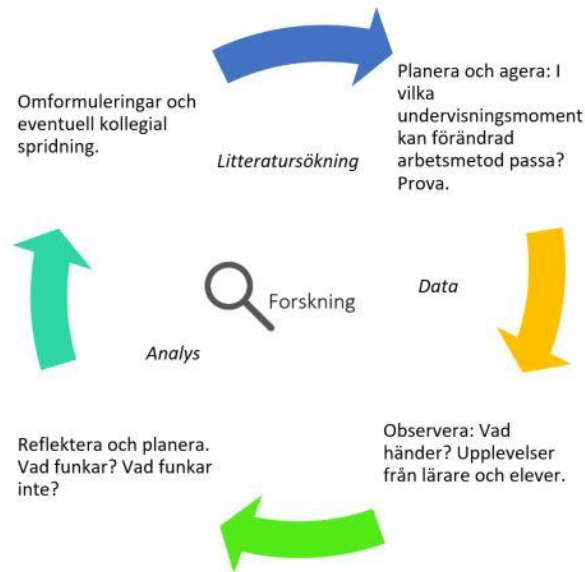 Omformuleringar och
eventuell kollegial
spridning.
Litteratursökning
Planera och agera: I
vilka
undervisningsmoment
kan förändrad
arbetsmetod passa?
Prova.
Forskning
Data
Analys
Reflektera och planera.
Vad funkar? Vad funkar
inte?
Observera: Vad
händer? Upplevelser
från lärare och elever.